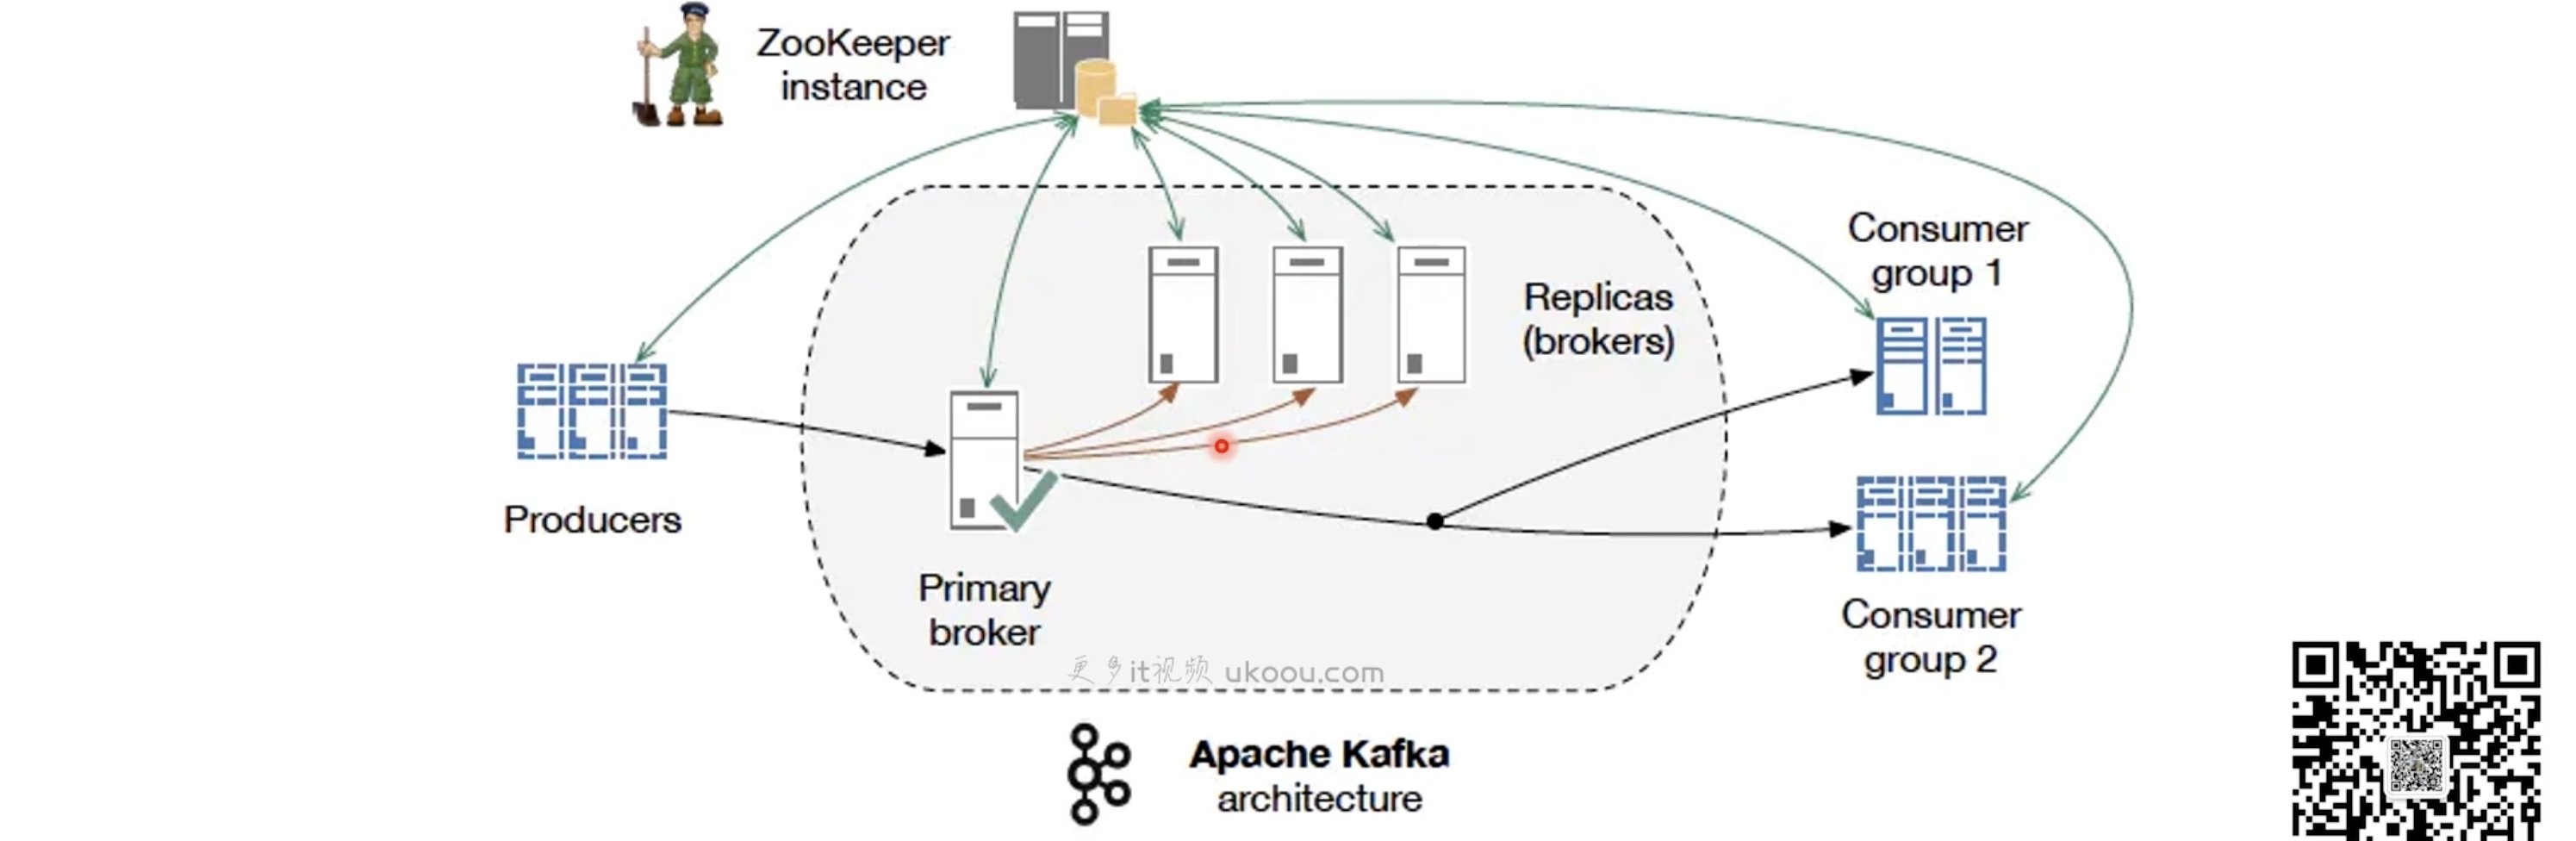 ZooKeeper
instance
Consumer
group 1
Replicas
(brokers)
Producers
Primary
broker
Consumer
group 2
更多it视频 ukoou.com
Apache Kafka
architecture